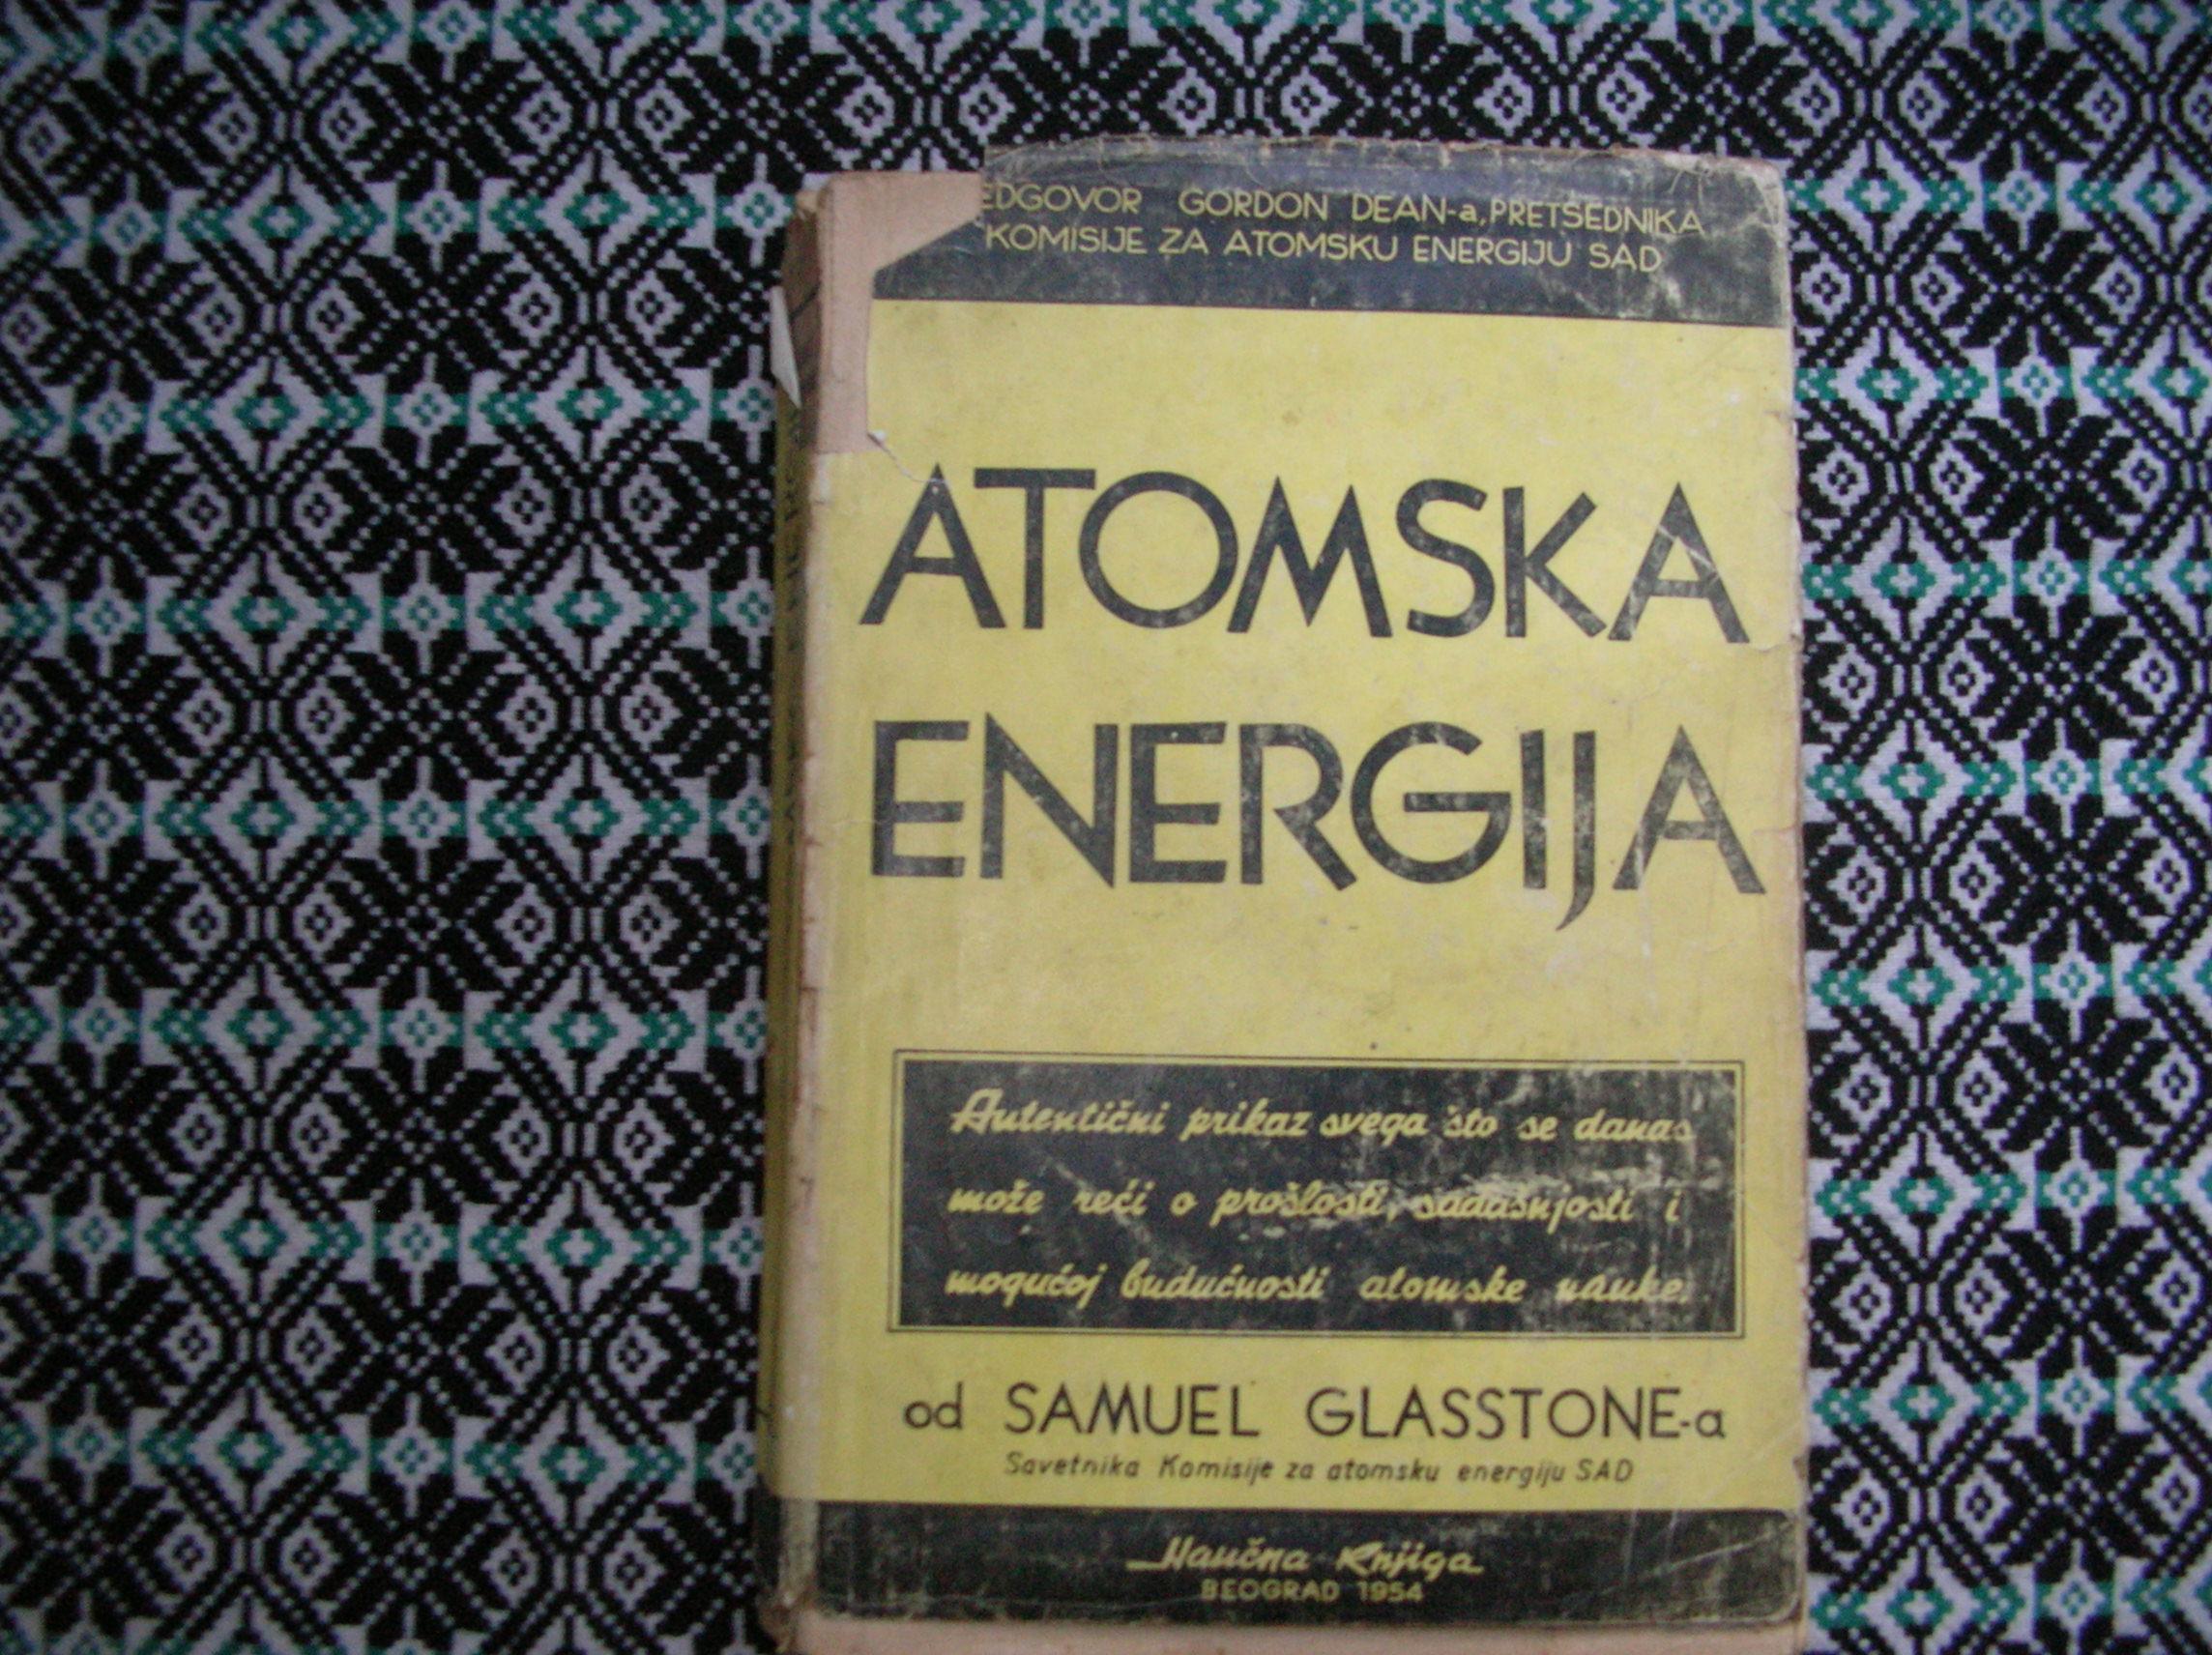 EDGOVOR GORDON DEAN-a, PRETSEDNIKA
KOMISIJE ZA ATOMSKU ENERGIJU SAD
ATOMSKA
ENERGIJA
Autentični prikaz svega što se danas
može reći o prošlosti, sadašnjosti i
mogućoj budućnosti atomske nauke.
od SAMUEL GLASSTONE-a
Savetnika Komisije za atomsku energiju SAD
Naučna Knjiga
BEOGRAD 1954